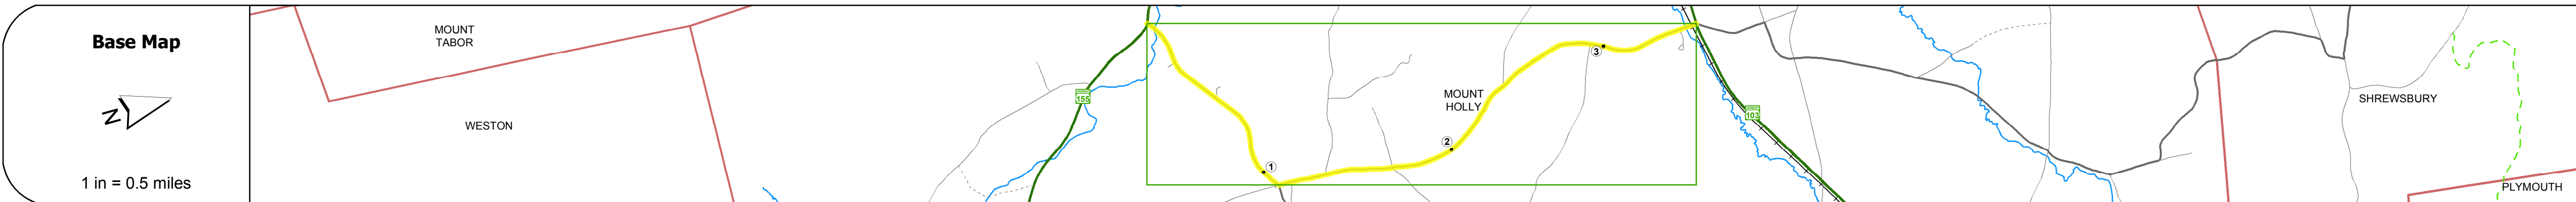 Base Map
N
1 in = 0.5 miles
MOUNT
TABOR
WESTON
155
1
2
MOUNT
HOLLY
3
103
SHREWSBURY
PLYMOUTH